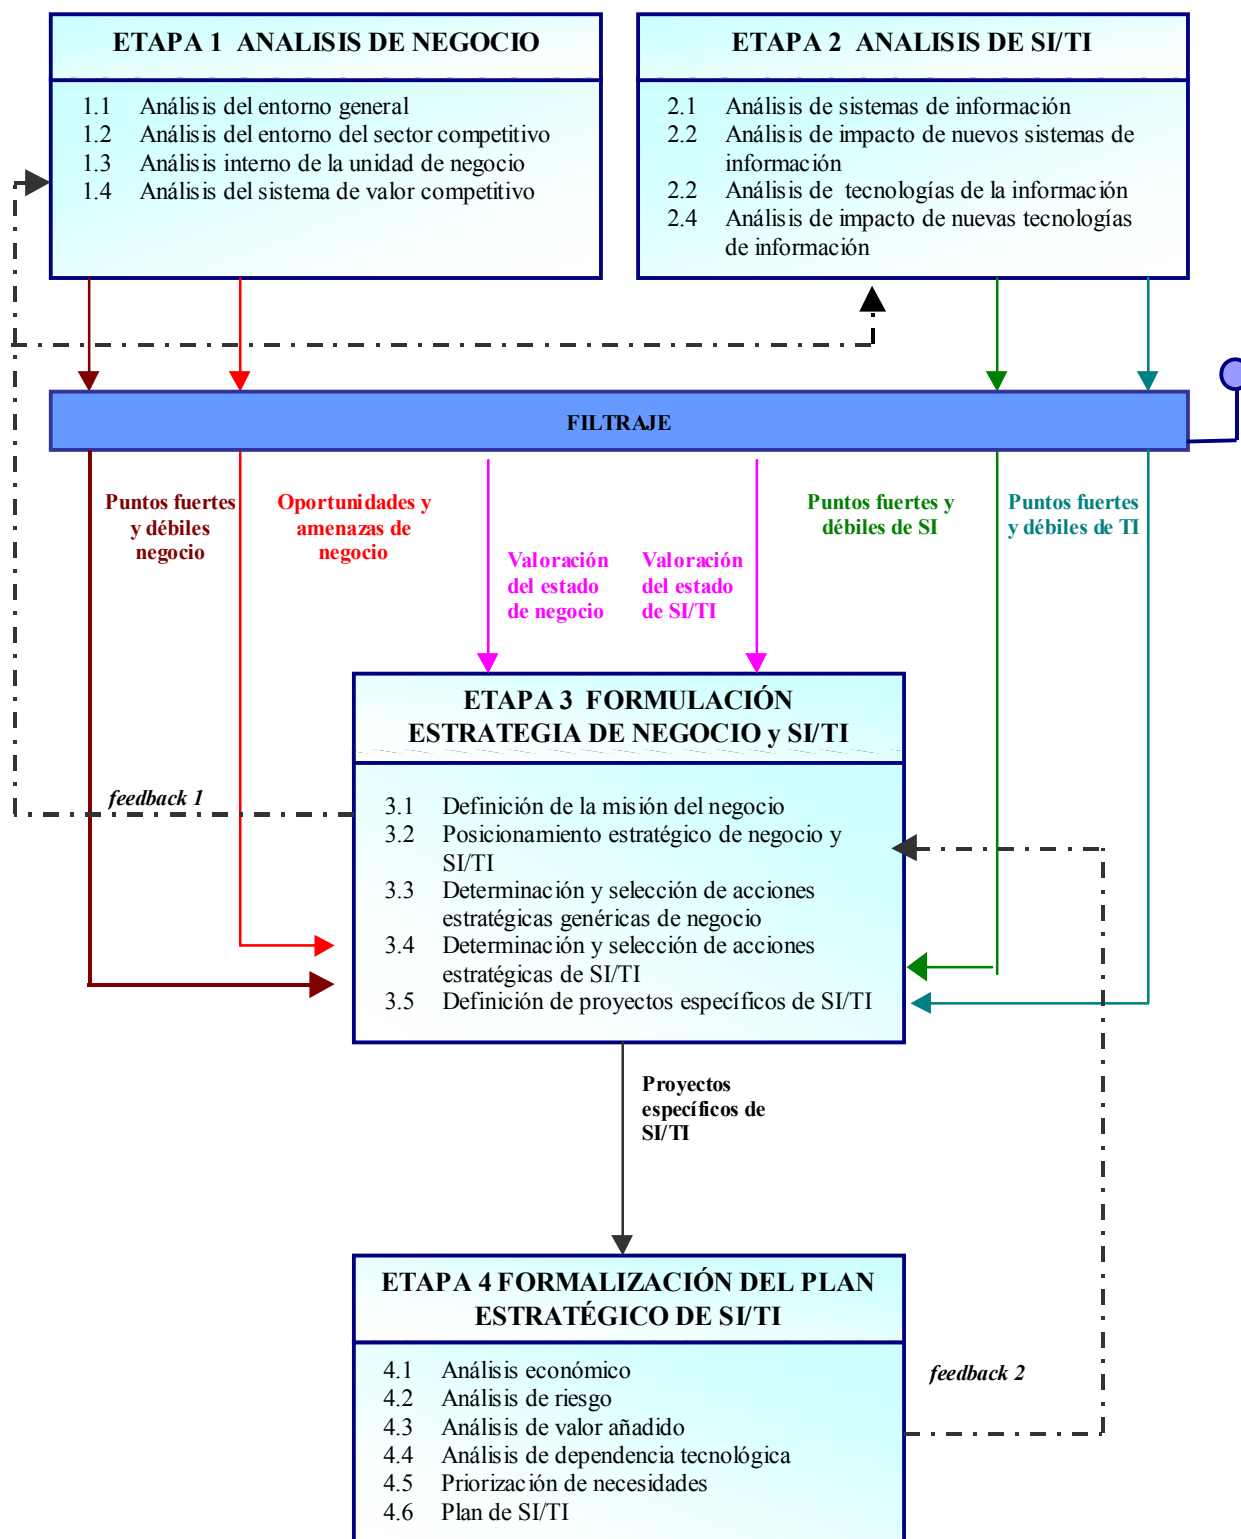 ETAPA 1 ANALISIS DE NEGOCIO
1.1 Análisis del entorno general
1.2 Análisis del entorno del sector competitivo
1.3 Análisis interno de la unidad de negocio
1.4 Análisis del sistema de valor competitivo
ETAPA 2 ANALISIS DE SI/TI
2.1 Análisis de sistemas de información
2.2 Análisis de impacto de nuevos sistemas de
información
2.2 Análisis de tecnologías de la información
2.4 Análisis de impacto de nuevas tecnologías
de información
FILTRAJE
Puntos fuertes
y débiles
negocio
Oportunidades y
amenazas de
negocio
Valoración
del estado
de negocio
Valoración
del estado
de SI/TI
Puntos fuertes y
débiles de SI
Puntos fuertes
y débiles de TI
ETAPA 3 FORMULACIÓN
ESTRATEGIA DE NEGOCIO y SI/TI
3.1 Definición de la misión del negocio
3.2 Posicionamiento estratégico de negocio y
SI/TI
3.3 Determinación y selección de acciones
estratégicas genéricas de negocio
3.4 Determinación y selección de acciones
estratégicas de SI/TI
3.5 Definición de proyectos específicos de SI/TI
feedback 1
Proyectos
específicos de
SI/TI
ETAPA 4 FORMALIZACIÓN DEL PLAN
ESTRATÉGICO DE SI/TI
4.1 Análisis económico
4.2 Análisis de riesgo
4.3 Análisis de valor añadido
4.4 Análisis de dependencia tecnológica
4.5 Priorización de necesidades
4.6 Plan de SI/TI
feedback 2